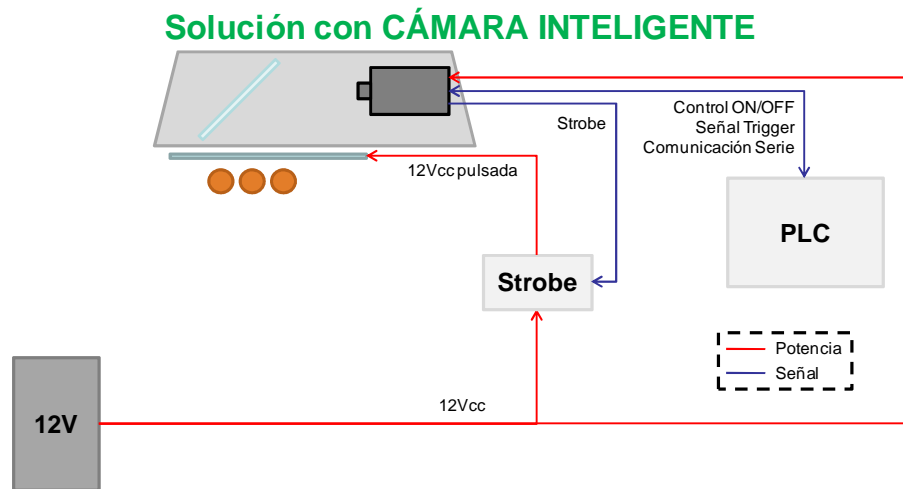 Solución con CÁMARA INTELIGENTE
Control ON/OFF
Señal Trigger
Comunicación Serie
Strobe
12Vcc pulsada
PLC
Strobe
Potencia
Señal
12Vcc
12V